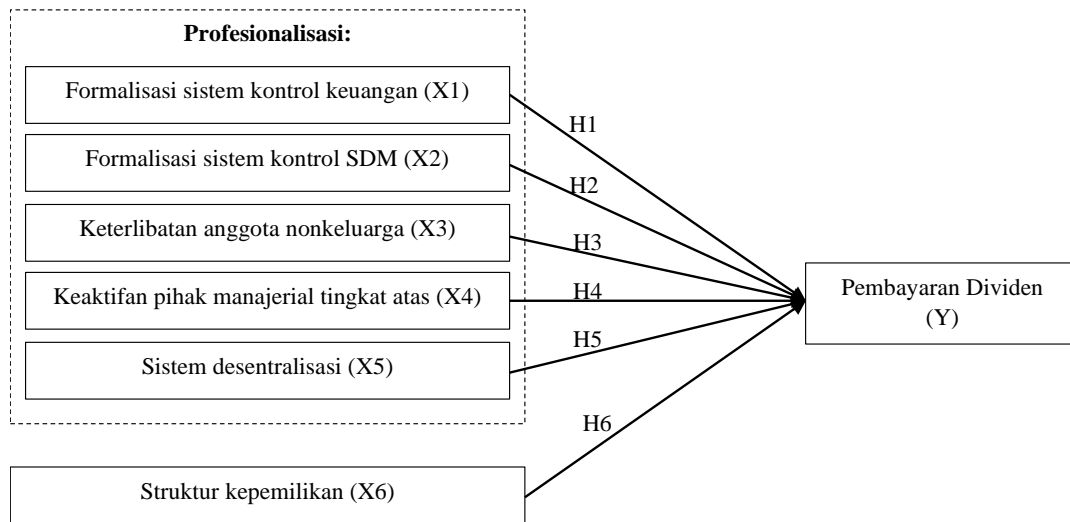 Profesionalisasi:
Formalisasi sistem kontrol keuangan (X1)
H1
Formalisasi sistem kontrol SDM (X2)
H2
Keterlibatan anggota nonkeluarga (X3)
H3
Keaktifan pihak manajerial tingkat atas (X4)
H4
Pembayaran Dividen
(Y)
Sistem desentralisasi (X5)
H5
H6
Struktur kepemilikan (X6)